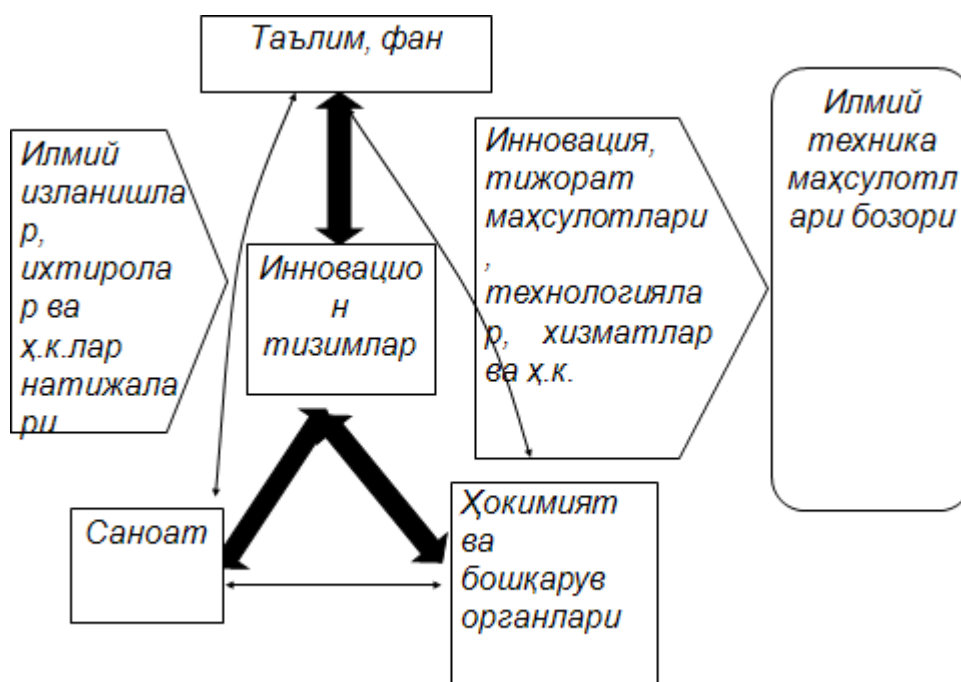 Таълим, фан
Илмий
изланишла
р,
ихтирола
р ва
ҳ.к.лар
натижала
ри
Инновацио
н
тизимлар
Инновация,
тижорат
маҳсулотлари
,
технологияла
р, хизматлар
ва ҳ.к.
Илмий
техника
маҳсулотл
ари бозори
Саноат
Ҳокимият
ва
бошқарув
органлари